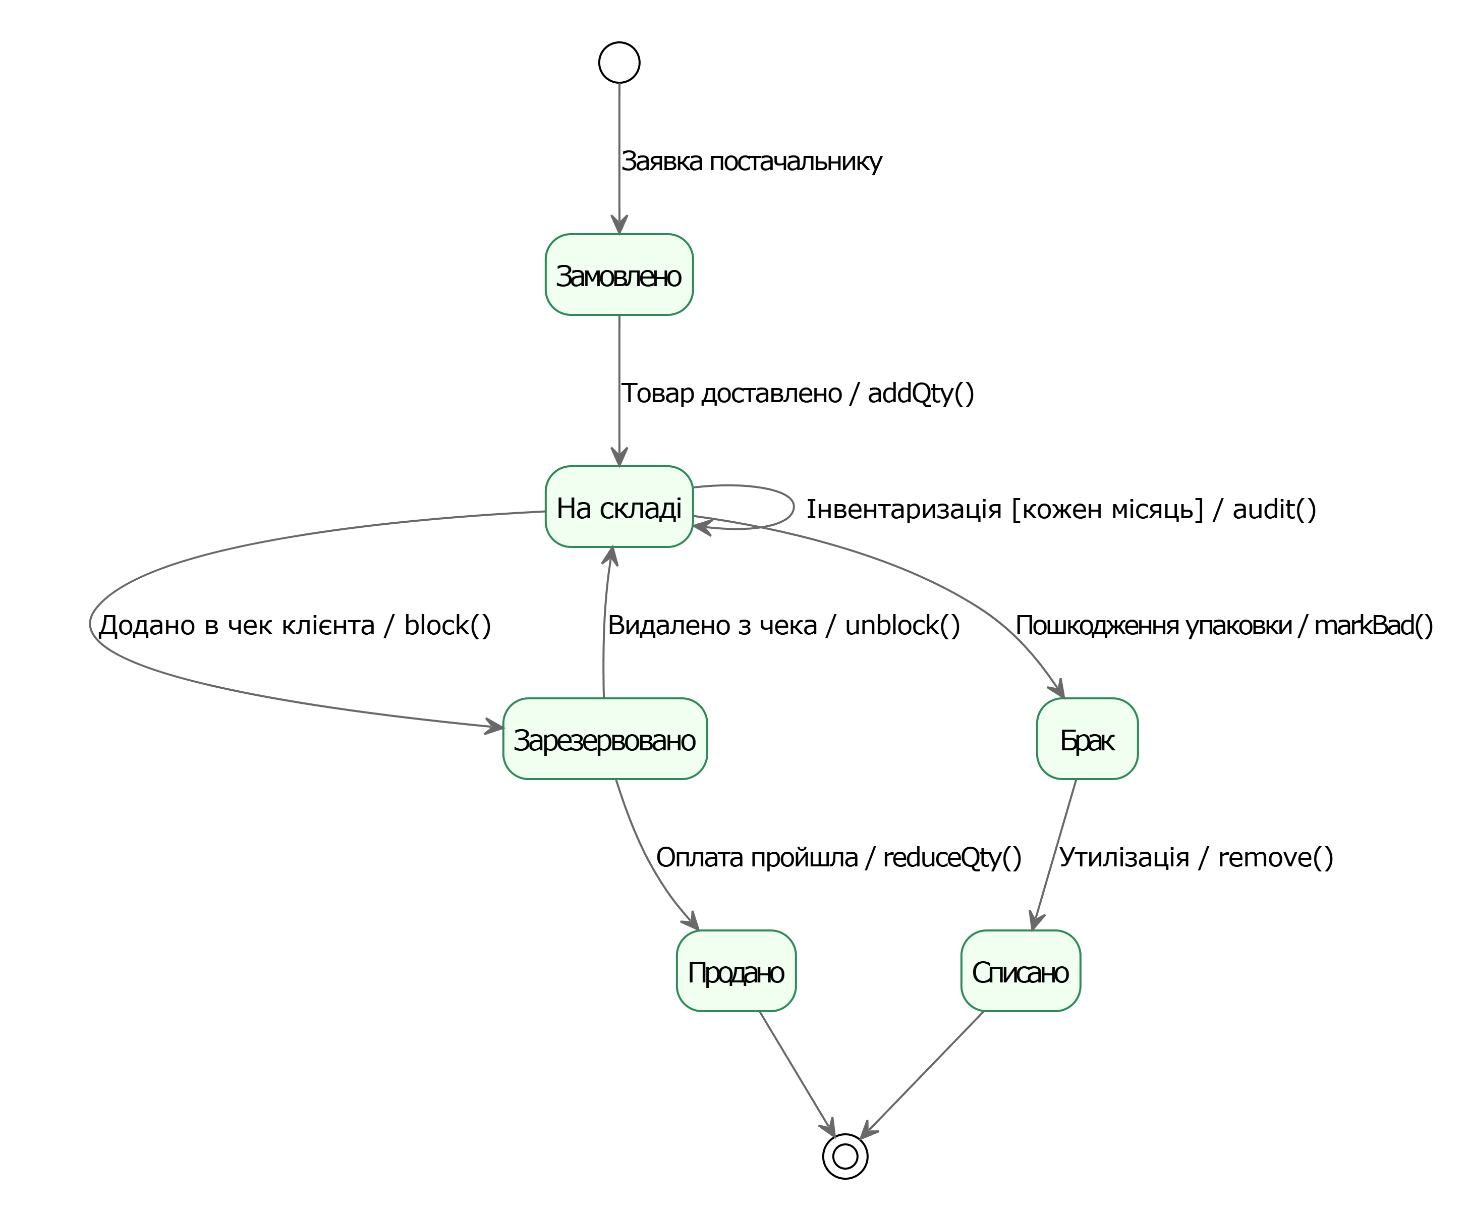 Заявка постачальнику
Замовлено
Товар доставлено / addQty()
На складі
Інвентаризація [кожен місяць] / audit()
Додано в чек клієнта / block()
Видалено з чека / unblock()
Пошкодження упаковки / markBad()
Зарезервовано
Брак
Оплата пройшла / reduceQty()
Утилізація / remove()
Продано
Списано